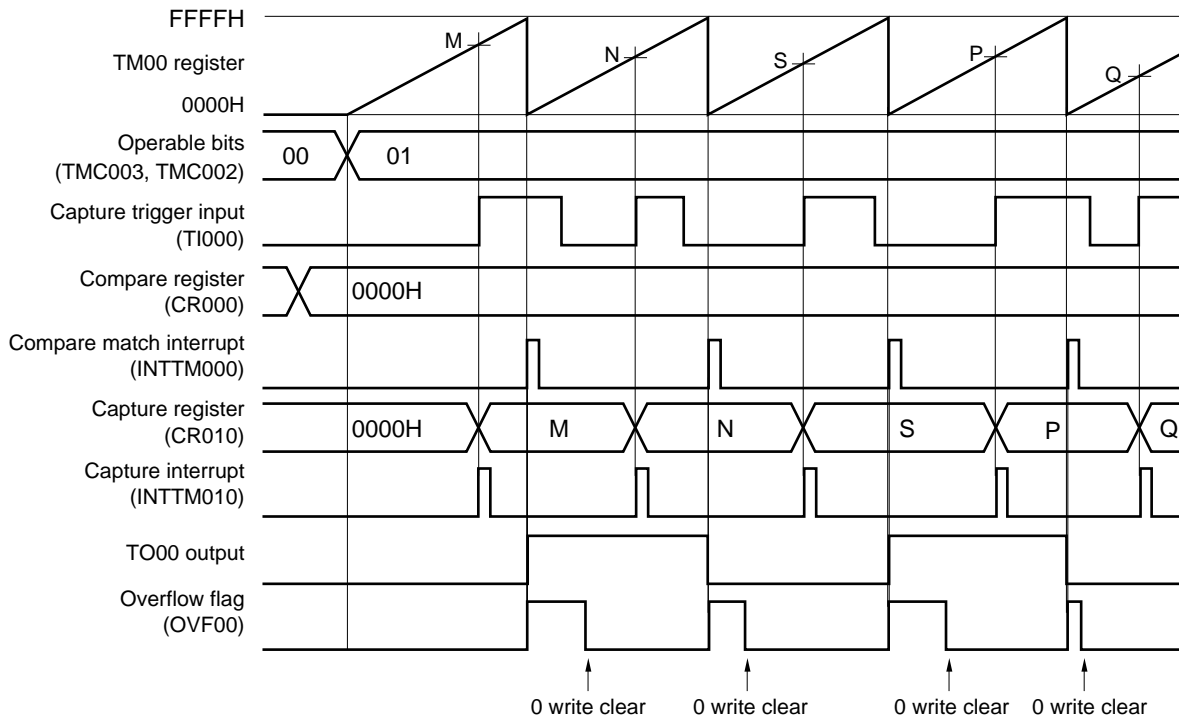 FFFFH
TM00 register
0000H
M N S P Q
Operable bits
(TMC003, TMC002)
00 01
Capture trigger input
(TI000)
Compare register
(CR000)
0000H
Compare match interrupt
(INTTM000)
Capture register
(CR010)
0000H M N S P Q
Capture interrupt
(INTTM010)
TO00 output
Overflow flag
(OVF00)
0 write clear 0 write clear 0 write clear 0 write clear